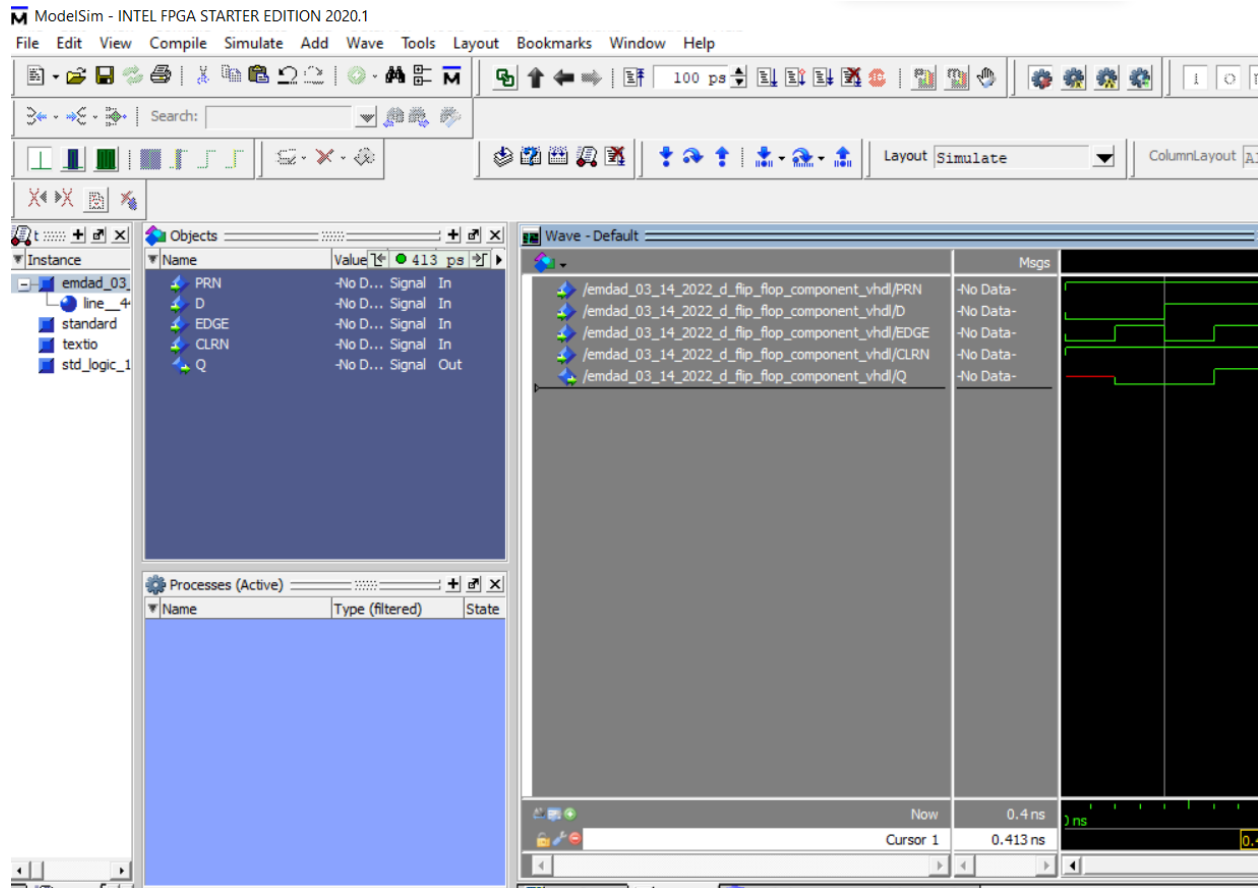 ModelSim - INTEL FPGA STARTER EDITION 2020.1
File Edit View Compile Simulate Add Wave Tools Layout Bookmarks Window Help
100 ps
Search:
Layout Simulate
ColumnLayout
t
Instance
emdad_03_
line__4
standard
textio
std_logic_1
Objects
Name Value 413 ps
PRN -No D... Signal In
D -No D... Signal In
EDGE -No D... Signal In
CLRN -No D... Signal In
Q -No D... Signal Out
Processes (Active)
Name Type (filtered) State
Wave - Default
Msgs
/emdad_03_14_2022_d_flip_flop_component_vhdl/PRN -No Data-
/emdad_03_14_2022_d_flip_flop_component_vhdl/D -No Data-
/emdad_03_14_2022_d_flip_flop_component_vhdl/EDGE -No Data-
/emdad_03_14_2022_d_flip_flop_component_vhdl/CLRN -No Data-
/emdad_03_14_2022_d_flip_flop_component_vhdl/Q -No Data-
Now 0.4 ns
ns
Cursor 1 0.413 ns
0.4